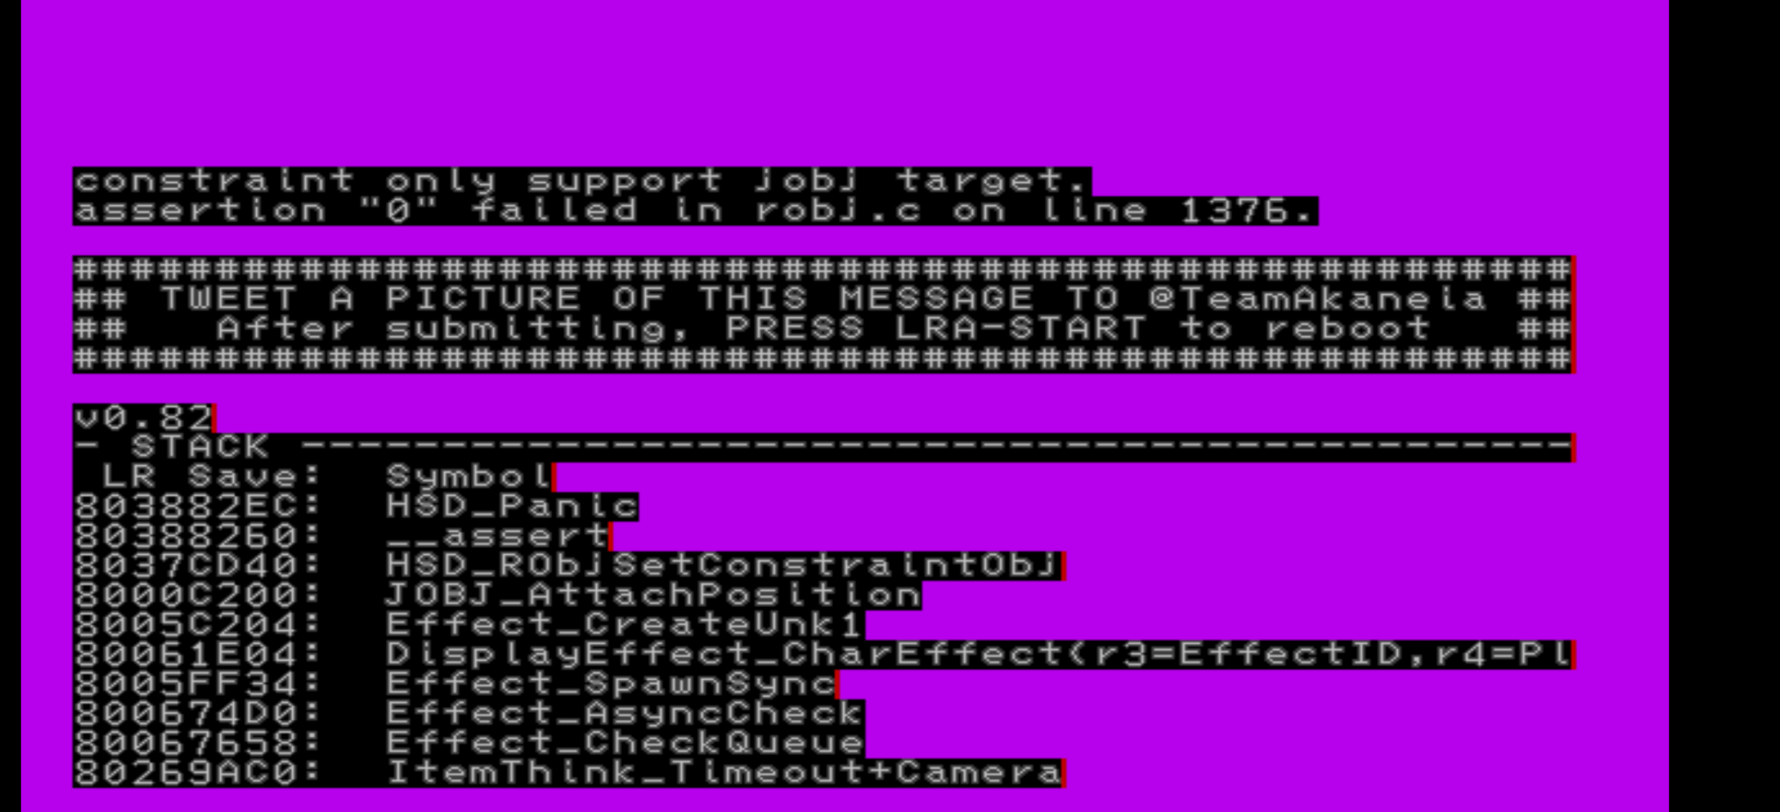 constraint only support jobj target.
assertion "0" failed in robj.c on line 1376.
#####################################################
## TWEET A PICTURE OF THIS MESSAGE TO @TeamAkaneia ##
##   After submitting, PRESS LRA-START to reboot   ##
#####################################################
v0.82
- STACK ---------------------------------------------
 LR Save:  Symbol
803882EC:  HSD_Panic
80388260:  __assert
8037CD40:  HSD_RObjSetConstraintObj
8000C200:  JOBJ_AttachPosition
8005C204:  Effect_CreateUnk1
80061E04:  DisplayEffect_CharEffect(r3=EffectID,r4=Pl
8005FF34:  Effect_SpawnSync
800674D0:  Effect_AsyncCheck
80067658:  Effect_CheckQueue
80269AC0:  ItemThink_Timeout+Camera